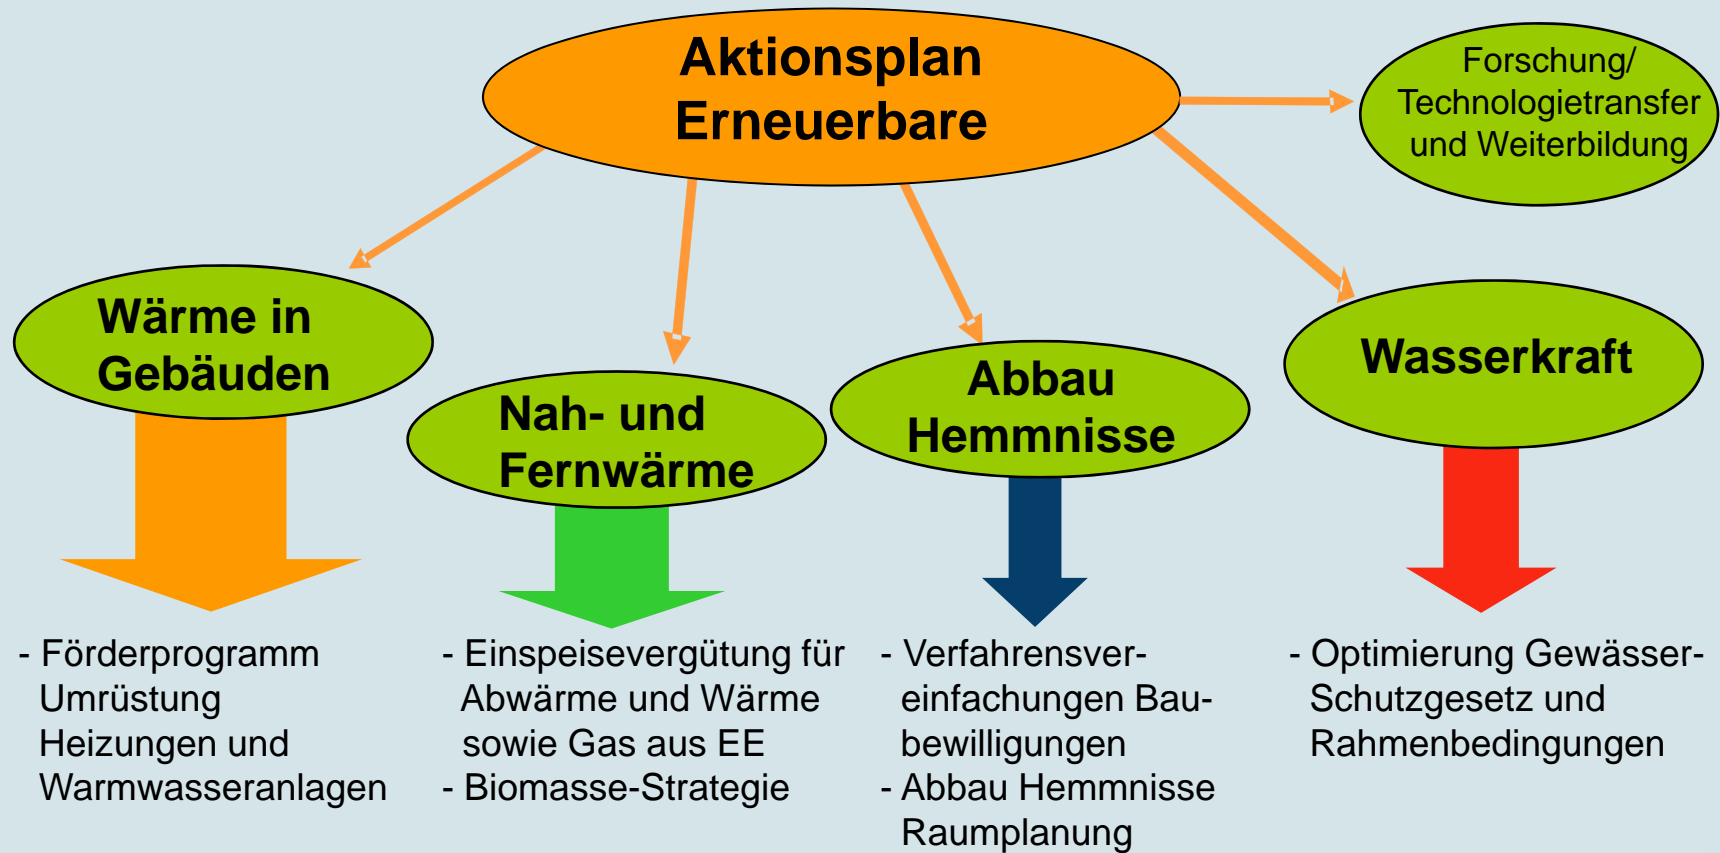 Aktionsplan
Erneuerbare
Forschung/
Technologietransfer
und Weiterbildung
Wärme in
Gebäuden
Nah- und
Fernwärme
Abbau
Hemmnisse
Wasserkraft
- Förderprogramm
Umrüstung
Heizungen und
Warmwasseranlagen
- Einspeisevergütung für
Abwärme und Wärme
sowie Gas aus EE
- Biomasse-Strategie
- Verfahrensver-
einfachungen Bau-
bewilligungen
- Abbau Hemmnisse
Raumplanung
- Optimierung Gewässer-
Schutzgesetz und
Rahmenbedingungen